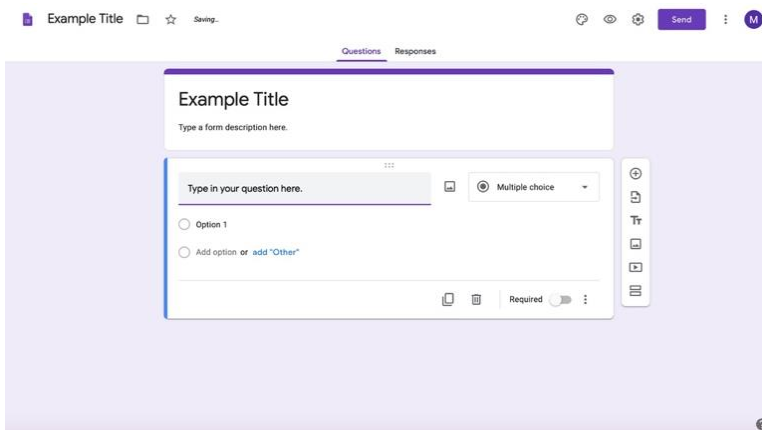 Example Title Saving... Send M
Questions Responses
Example Title
Type a form description here.
Type in your question here. Multiple choice
Option 1
Add option or add "Other"
Tт
Required